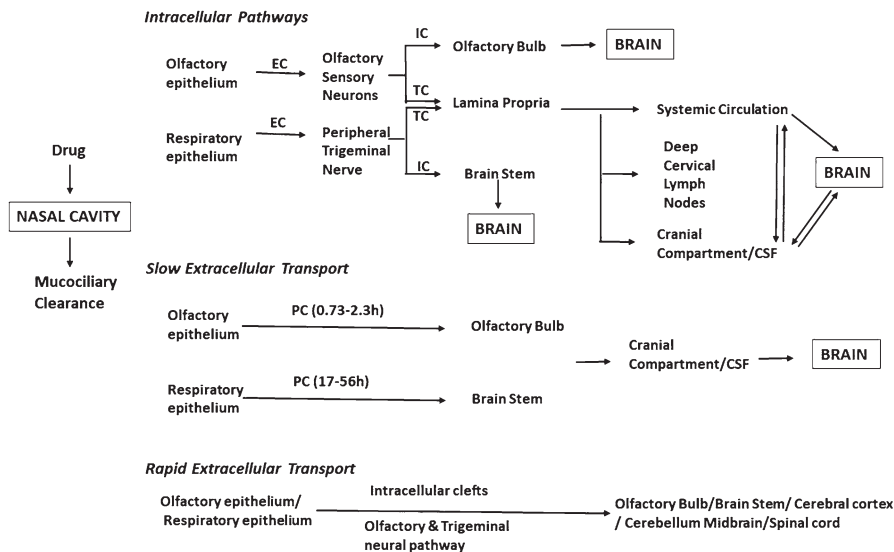 Intracellular Pathways
Olfactory
epithelium
EC
Olfactory
Sensory
Neurons
IC
Olfactory Bulb
BRAIN
TC
Lamina Propria
TC
Systemic Circulation
Respiratory
epithelium
EC
Peripheral
Trigeminal
Nerve
IC
Brain Stem
BRAIN
Deep
Cervical
Lymph
Nodes
BRAIN
Cranial
Compartment/CSF
Drug
NASAL CAVITY
Mucociliary
Clearance
Slow Extracellular Transport
Olfactory
epithelium
PC (0.73-2.3h)
Olfactory Bulb
Respiratory
epithelium
PC (17-56h)
Brain Stem
Cranial
Compartment/CSF
BRAIN
Rapid Extracellular Transport
Olfactory epithelium/
Respiratory epithelium
Intracellular clefts
Olfactory & Trigeminal
neural pathway
Olfactory Bulb/Brain Stem/ Cerebral cortex
/ Cerebellum Midbrain/Spinal cord